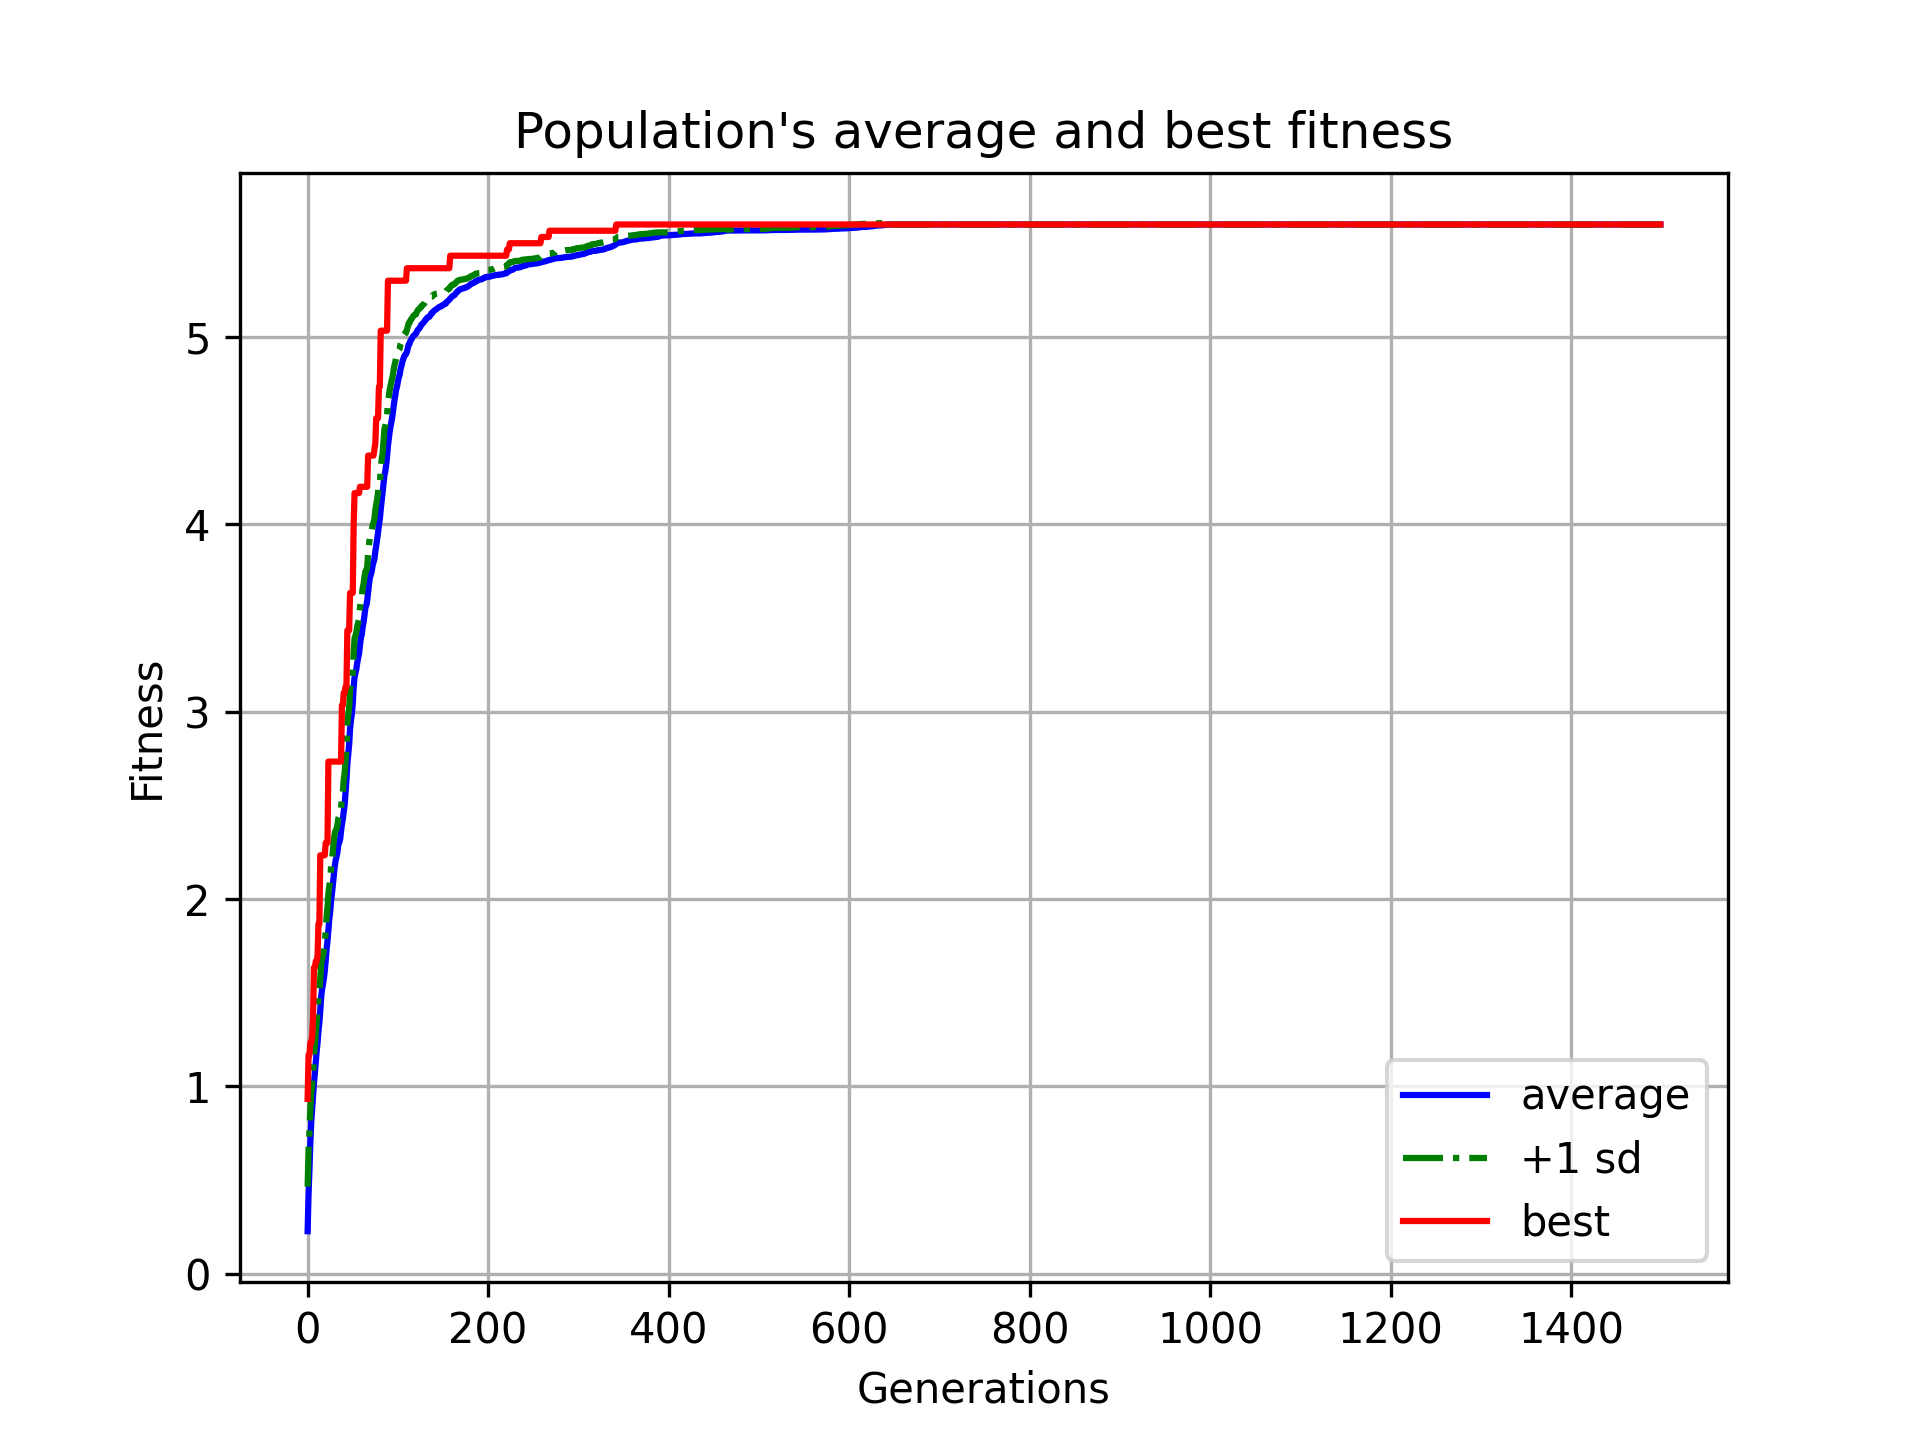 Population's average and best fitness
Fitness
5
4
3
2
1
0
0 200 400 600 800 1000 1200 1400
Generations
average
+1 sd
best